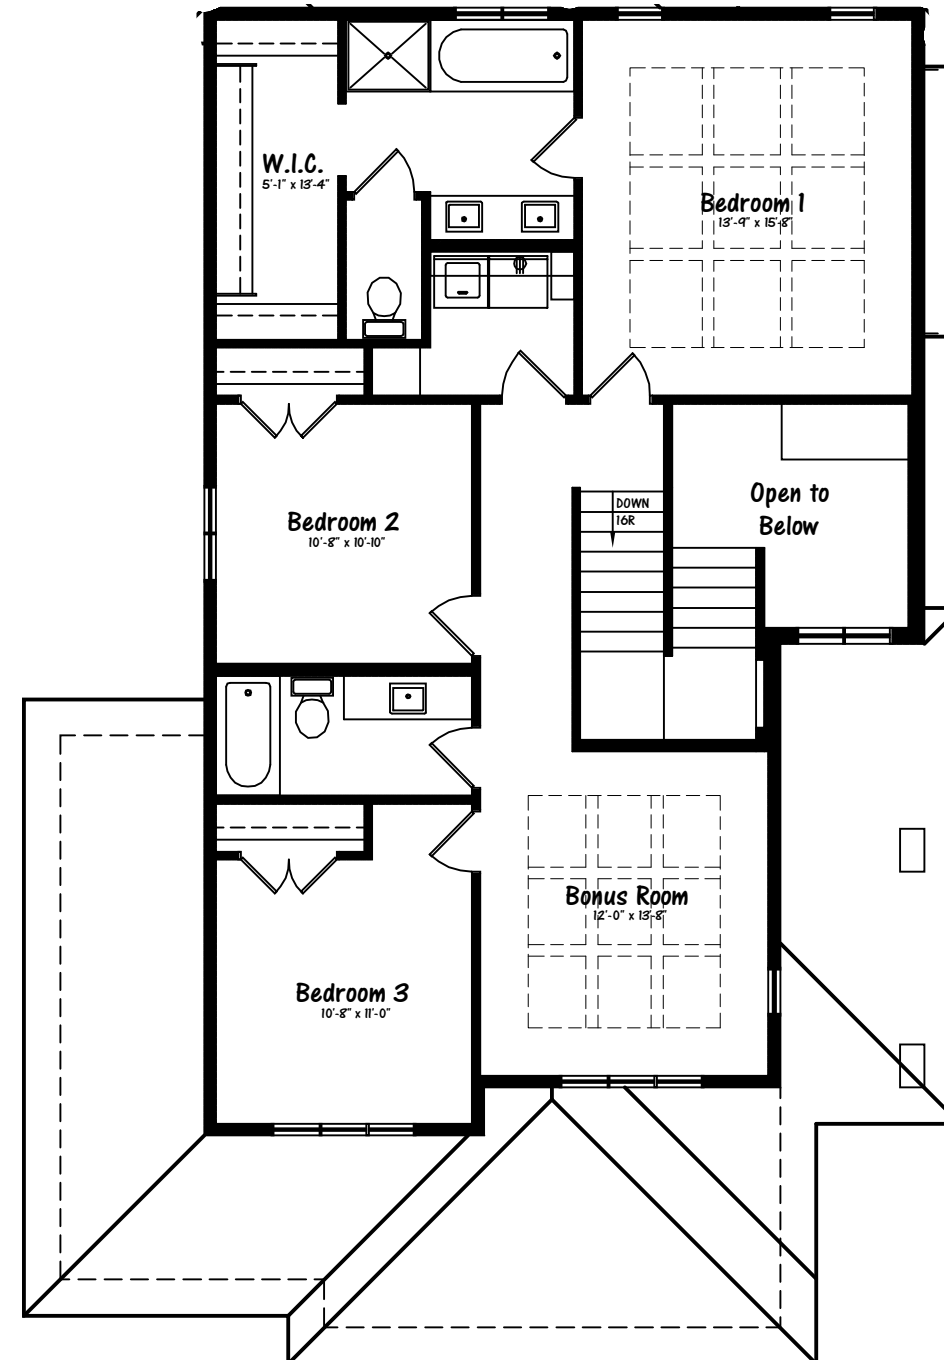 W.I.C.
5'-1" x 13'-4"
Bedroom 1
13'-9" x 15'-8"
Open to
Below
DOWN
16R
Bedroom 2
10'-8" x 10'-10"
Bonus Room
12'-0" x 13'-8"
Bedroom 3
10'-8" x 11'-0"